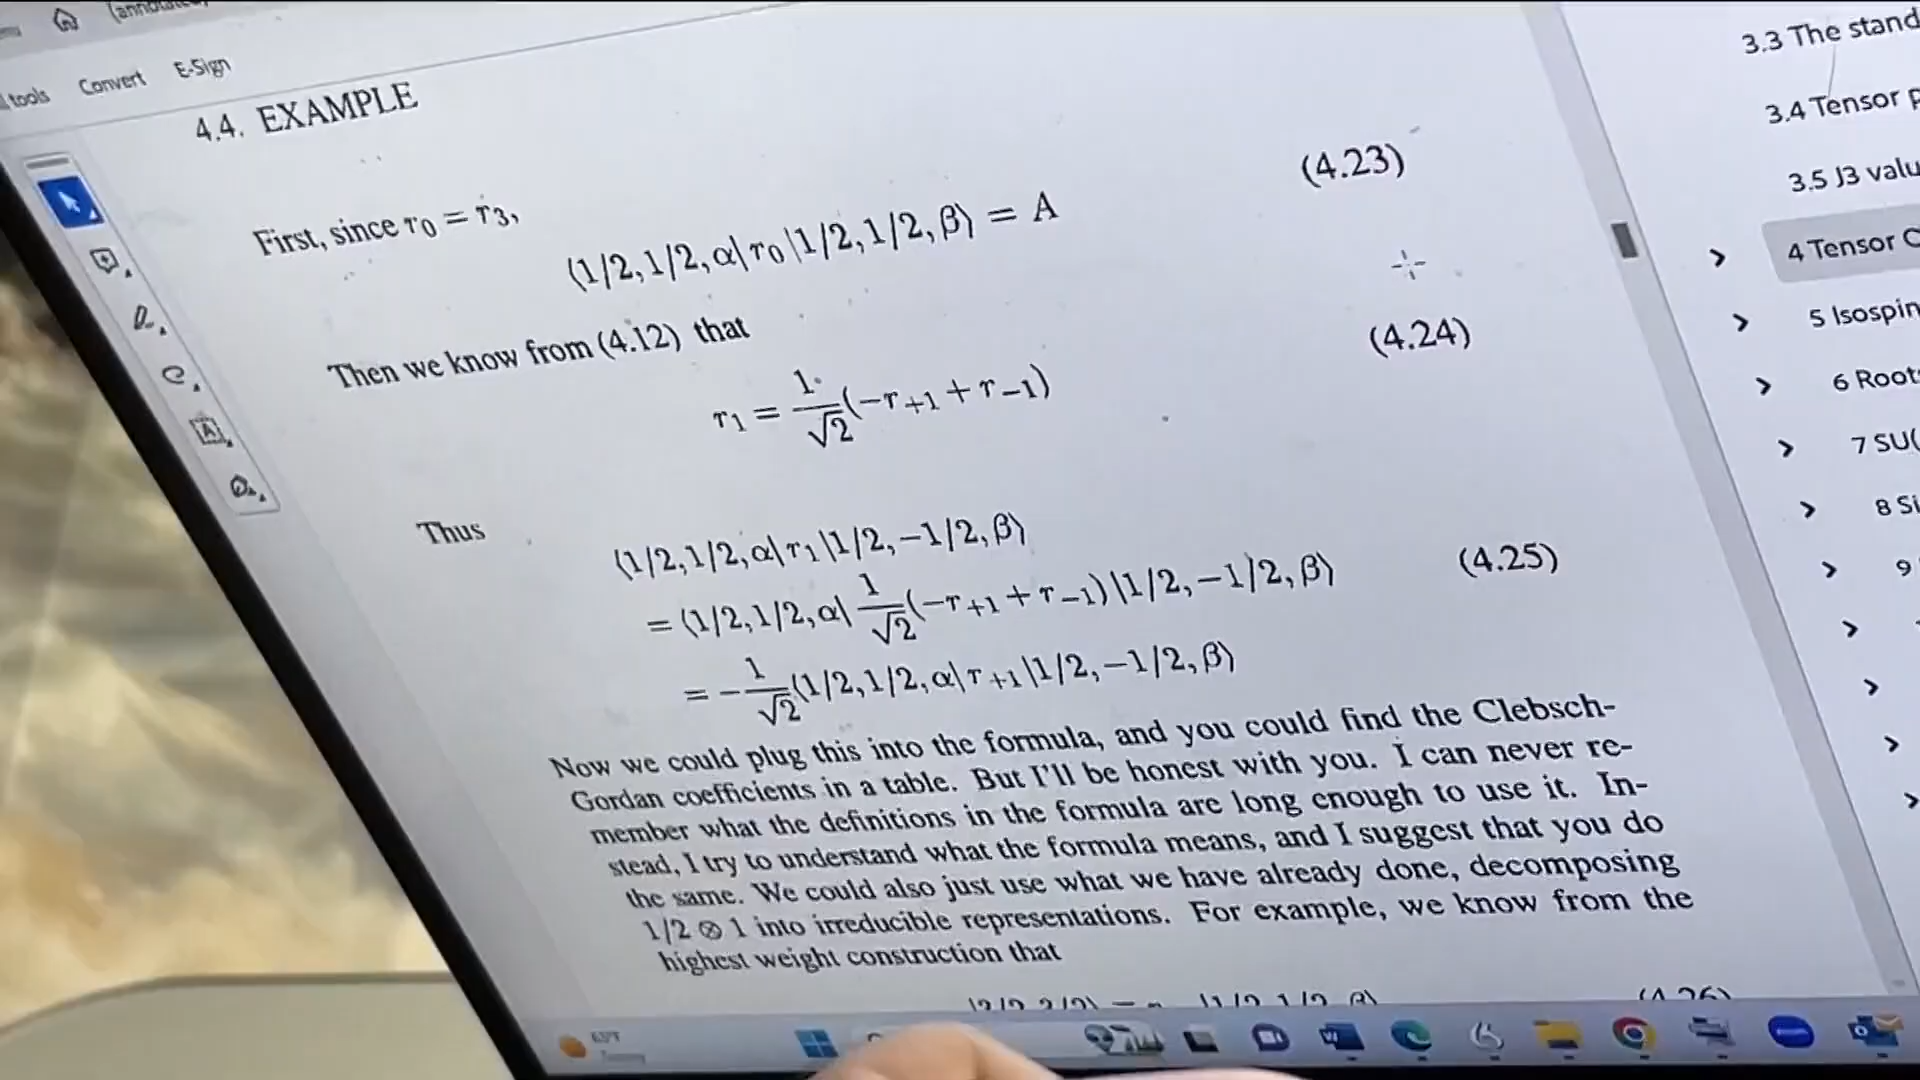 (annotated)
tools Convert E-Sign
4.4. EXAMPLE
First, since r₀ = r₃,
⟨1/2, 1/2, α| r₀ |1/2, 1/2, β⟩ = A (4.23)
Then we know from (4.12) that
r₁ = 1/√2 (−r₊₁ + r₋₁) (4.24)
Thus
⟨1/2, 1/2, α| r₁ |1/2, −1/2, β⟩
= ⟨1/2, 1/2, α| 1/√2 (−r₊₁ + r₋₁) |1/2, −1/2, β⟩ (4.25)
= − 1/√2 ⟨1/2, 1/2, α| r₊₁ |1/2, −1/2, β⟩
Now we could plug this into the formula, and you could find the Clebsch-
Gordan coefficients in a table. But I'll be honest with you. I can never re-
member what the definitions in the formula are long enough to use it. In-
stead, I try to understand what the formula means, and I suggest that you do
the same. We could also just use what we have already done, decomposing
1/2 ⊗ 1 into irreducible representations. For example, we know from the
highest weight construction that
(4.26)
3.3 The stand
3.4 Tensor p
3.5 J3 valu
4 Tensor O
5 Isospin
6 Root
7 SU(
8 Si
9